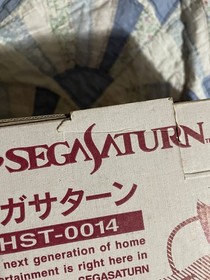 SEGASATURN
ガサターン
HST-0014
next generation of home
ertainment is right here in
SEGASATURN